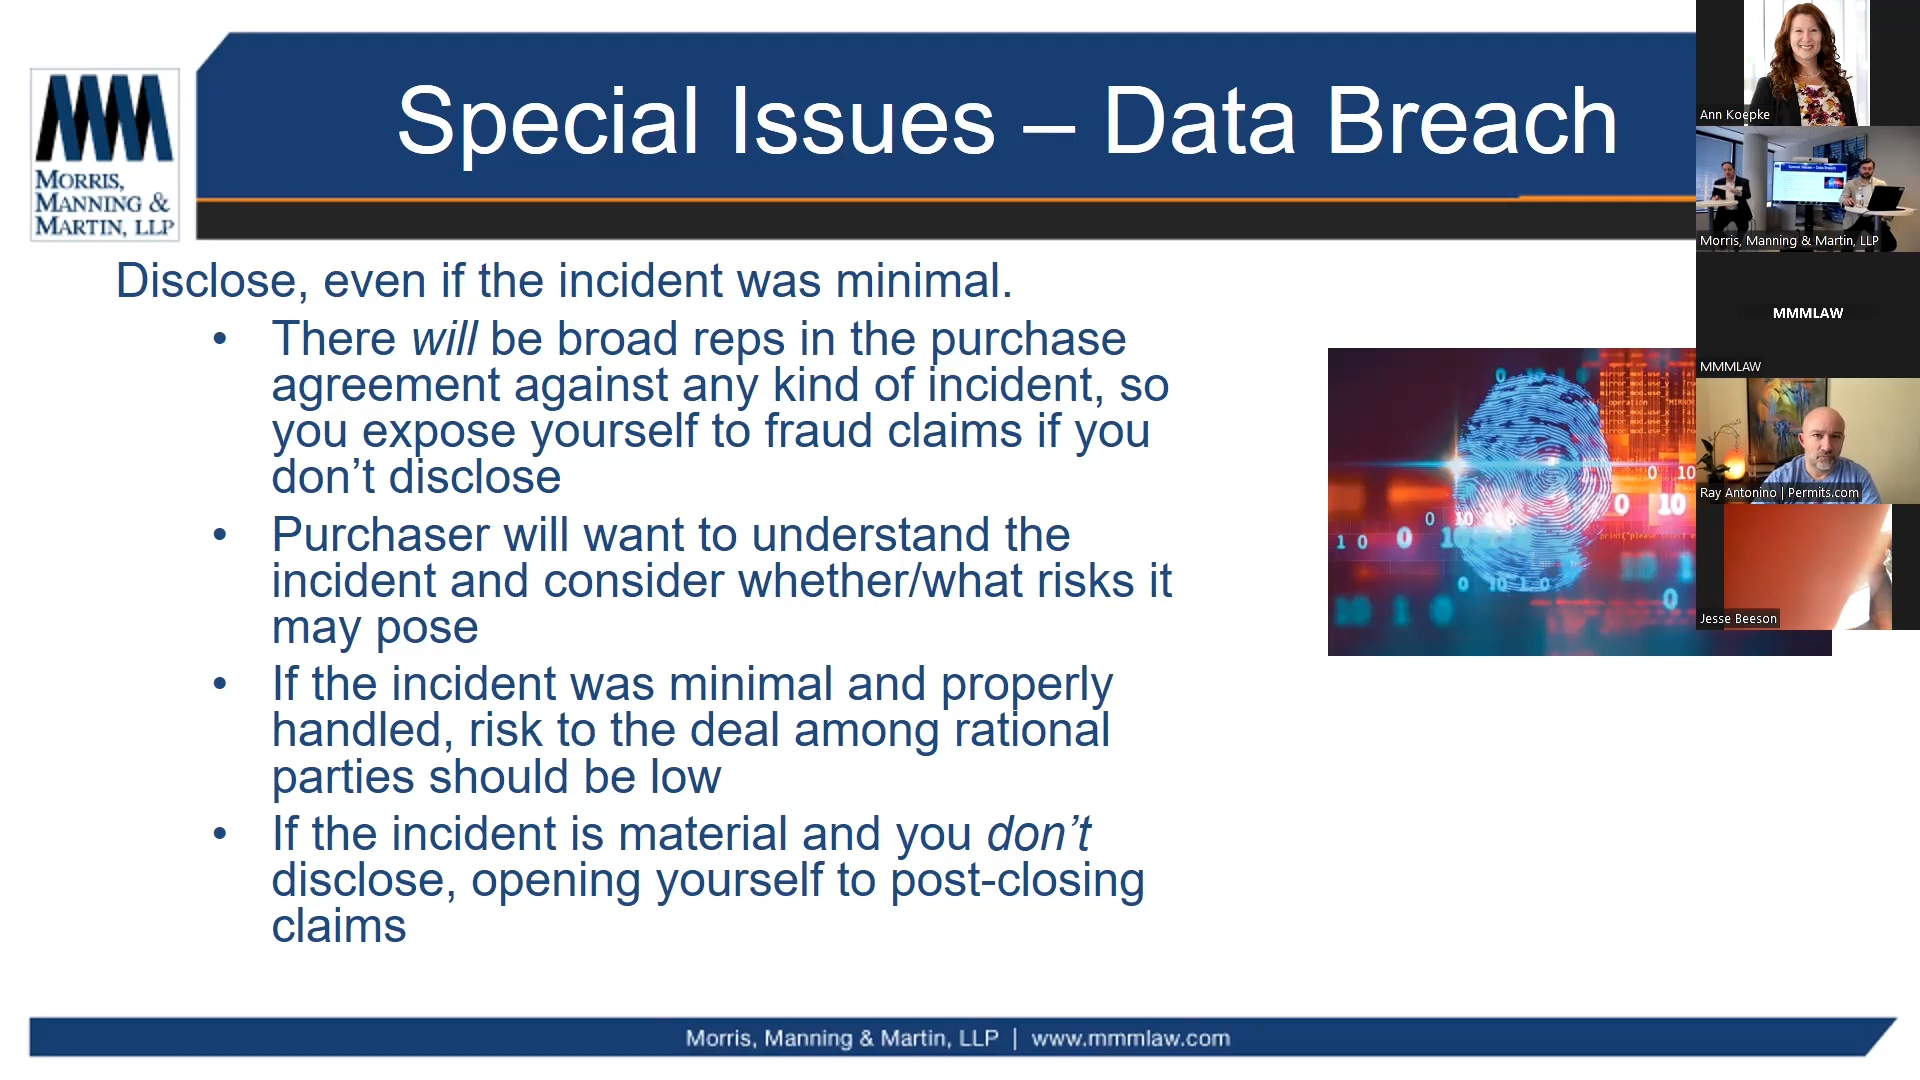 Special Issues – Data Breach
MORRIS,
MANNING &
MARTIN, LLP
Disclose, even if the incident was minimal.
• There will be broad reps in the purchase
agreement against any kind of incident, so
you expose yourself to fraud claims if you
don’t disclose
• Purchaser will want to understand the
incident and consider whether/what risks it
may pose
• If the incident was minimal and properly
handled, risk to the deal among rational
parties should be low
• If the incident is material and you don’t
disclose, opening yourself to post-closing
claims
Morris, Manning & Martin, LLP | www.mmmlaw.com
Ann Koepke
Morris, Manning & Martin, LLP
MMMLAW
MMMLAW
Ray Antonino | Permits.com
Jesse Beeson